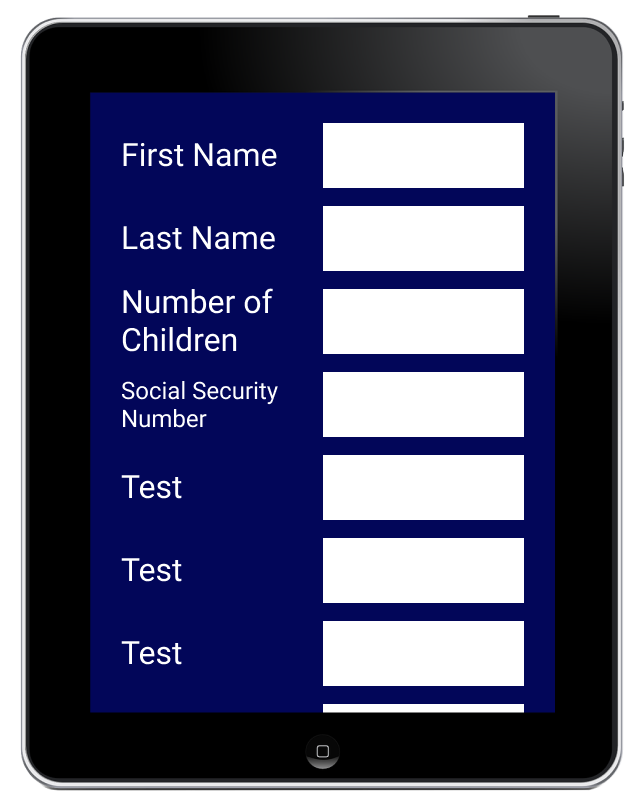 First Name
Last Name
Number of
Children
Social Security
Number
Test
Test
Test